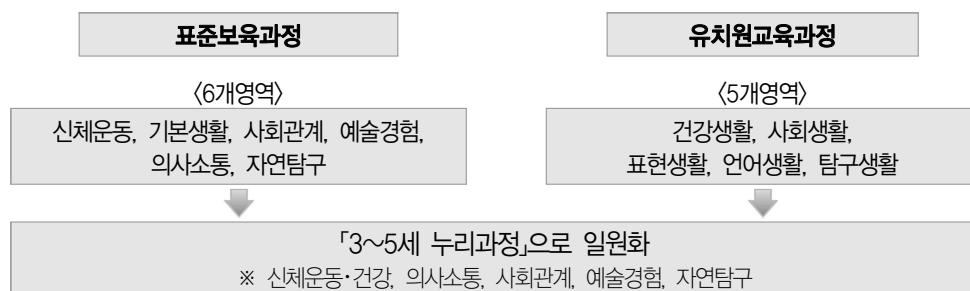 표준보육과정
유치원교육과정
〈6개영역〉
〈5개영역〉
신체운동, 기본생활, 사회관계, 예술경험,
의사소통, 자연탐구
건강생활, 사회생활,
표현생활, 언어생활, 탐구생활
「3～5세 누리과정」으로 일원화
※ 신체운동･건강, 의사소통, 사회관계, 예술경험, 자연탐구